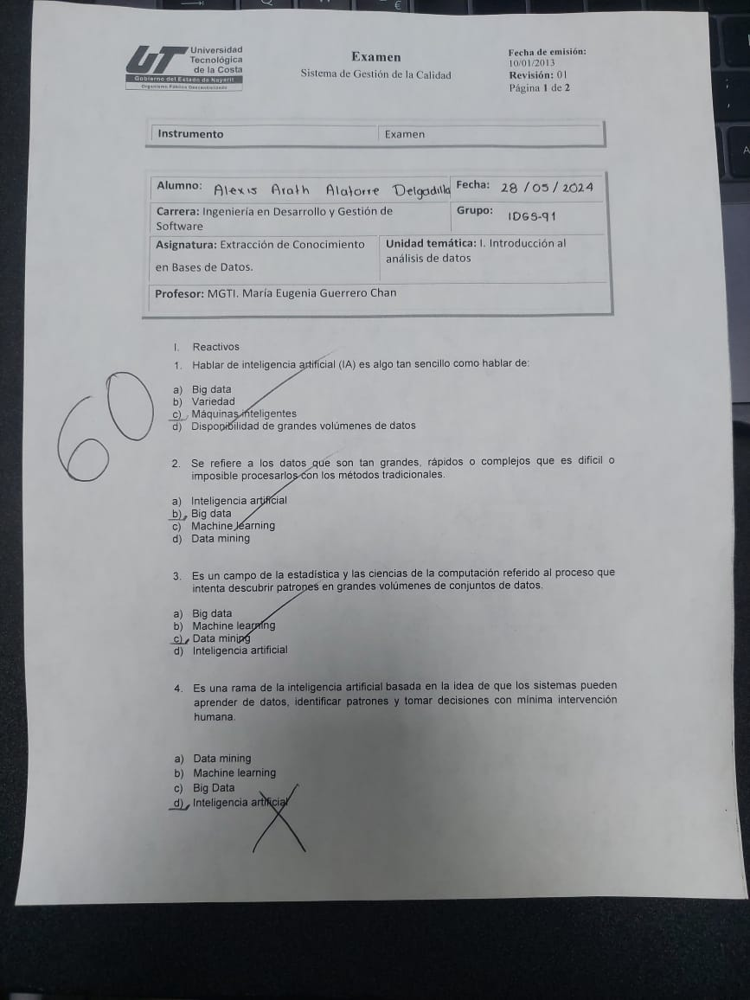 UT Universidad
Tecnológica
de la Costa
Gobierno del Estado de Nayarit
Organismo Público Descentralizado
Examen
Sistema de Gestión de la Calidad
Fecha de emisión:
10/01/2013
Revisión: 01
Página 1 de 2
Instrumento Examen
Alumno: Alexis Arath Alatorre Delgadillo Fecha: 28/05/2024
Carrera: Ingeniería en Desarrollo y Gestión de Software Grupo: IDGS-91
Asignatura: Extracción de Conocimiento
en Bases de Datos.
Unidad temática: I. Introducción al
análisis de datos
Profesor: MGTI. María Eugenia Guerrero Chan
60
I. Reactivos
1. Hablar de inteligencia artificial (IA) es algo tan sencillo como hablar de:
a) Big data
b) Variedad
c) Máquinas inteligentes
d) Disponibilidad de grandes volúmenes de datos
2. Se refiere a los datos que son tan grandes, rápidos o complejos que es difícil o
imposible procesarlos con los métodos tradicionales.
a) Inteligencia artificial
b) Big data
c) Machine learning
d) Data mining
3. Es un campo de la estadística y las ciencias de la computación referido al proceso que
intenta descubrir patrones en grandes volúmenes de conjuntos de datos.
a) Big data
b) Machine learning
c) Data mining
d) Inteligencia artificial
4. Es una rama de la inteligencia artificial basada en la idea de que los sistemas pueden
aprender de datos, identificar patrones y tomar decisiones con mínima intervención
humana.
a) Data mining
b) Machine learning
c) Big Data
d) Inteligencia artificial